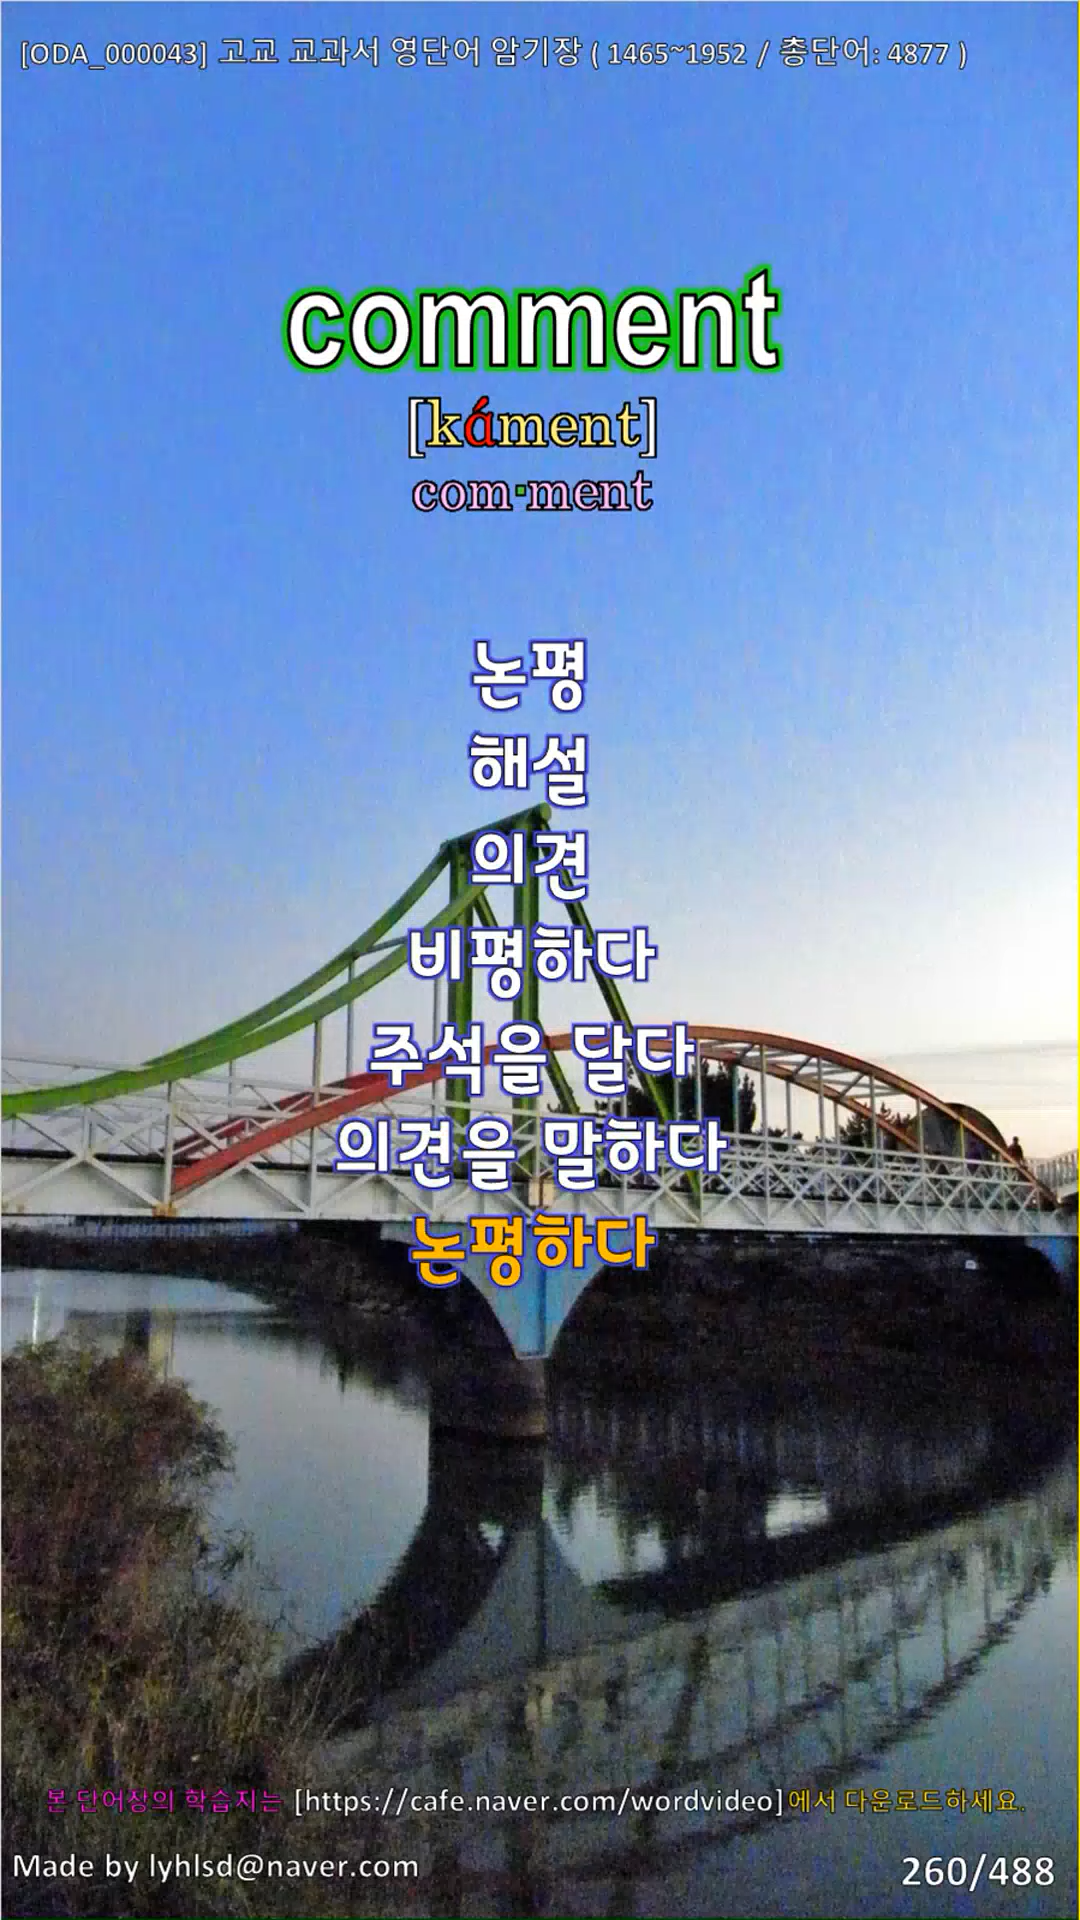 [ODA_000043] 고교 교과서 영단어 암기장 ( 1465~1952 / 총단어: 4877 )
comment
[káment]
com·ment
논평
해설
의견
비평하다
주석을 달다
의견을 말하다
논평하다
본 단어장의 학습지는 [https://cafe.naver.com/wordvideo]에서 다운로드하세요.
Made by lyhlsd@naver.com
260/488